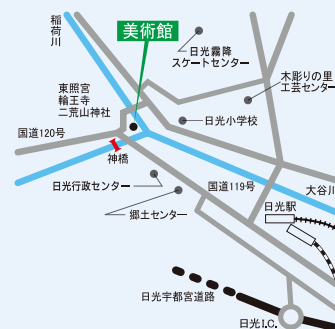 稲荷川
美術館
日光霧降
スケートセンター
木彫りの里
工芸センター
東照宮
輪王寺
二荒山神社
日光小学校
国道120号
神橋
日光行政センター
国道119号
大谷川
郷土センター
日光駅
日光宇都宮道路
日光I.C.